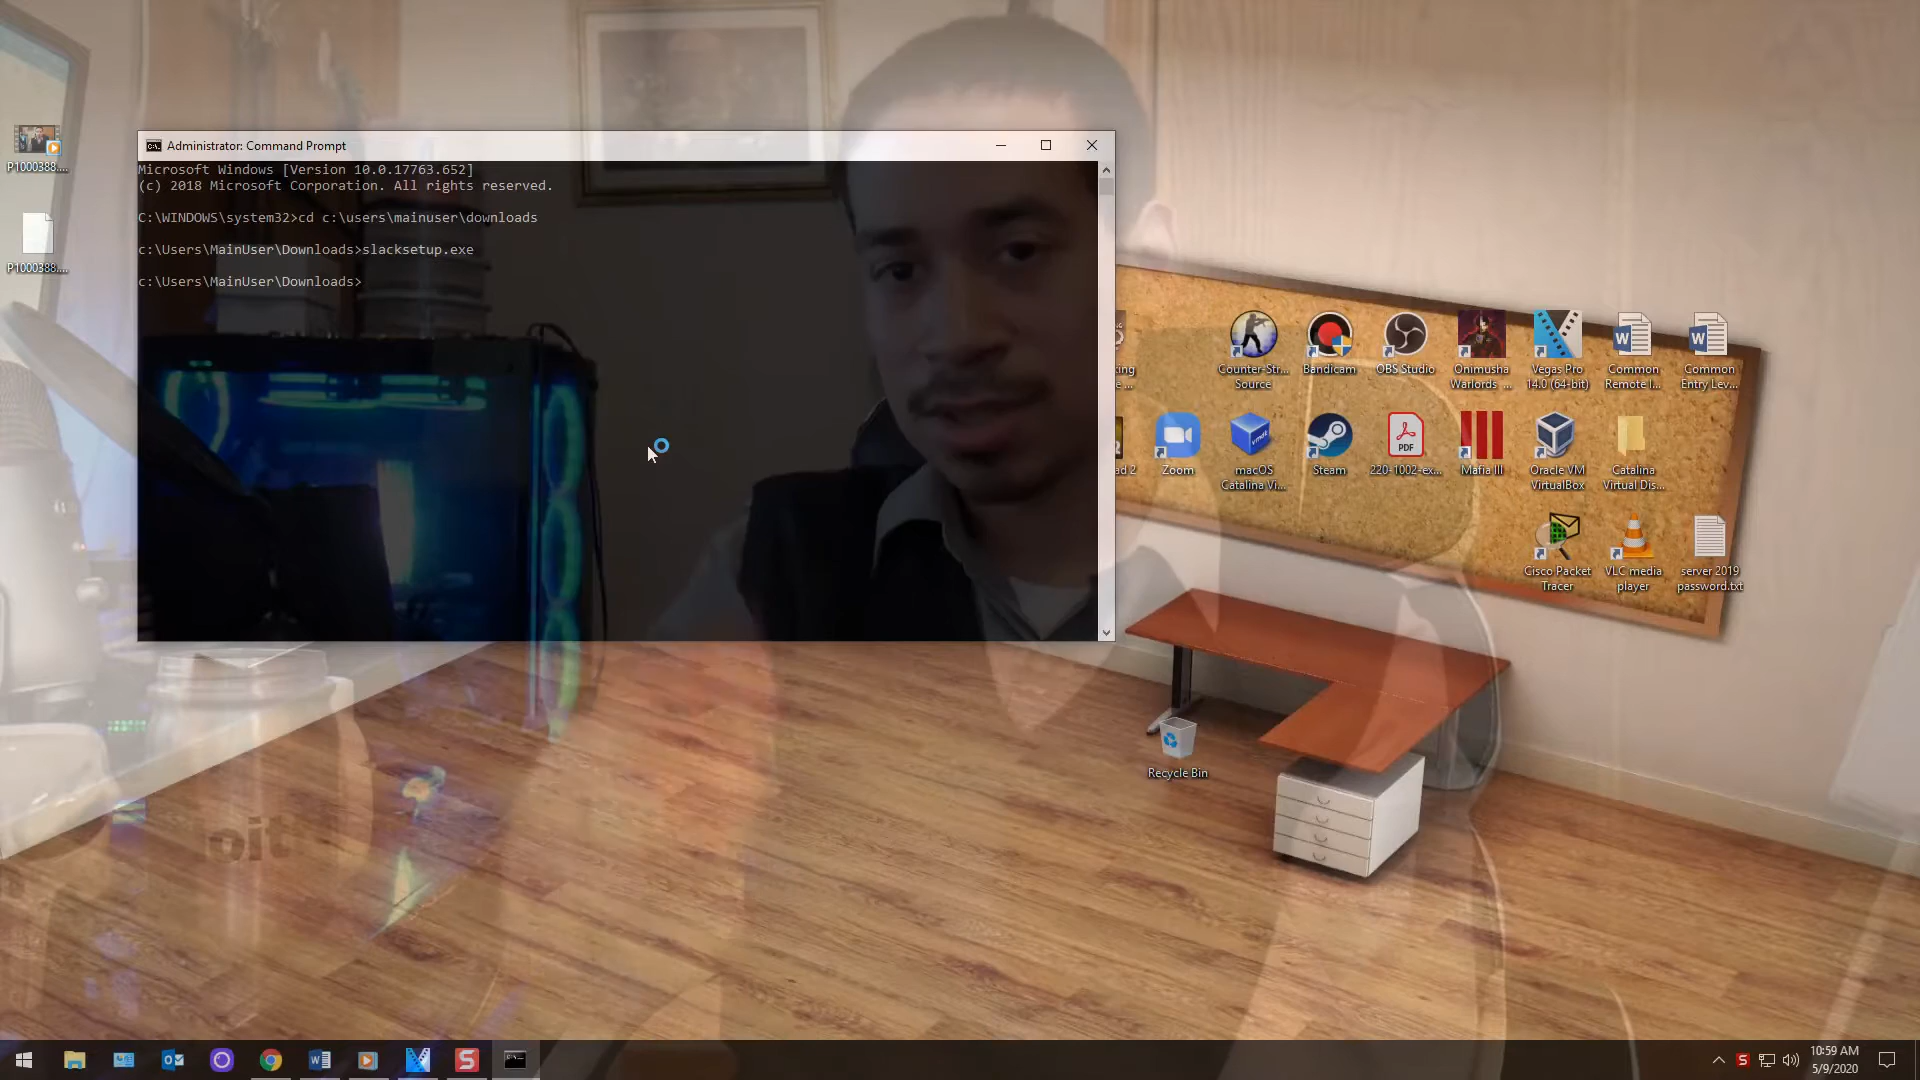 Administrator: Command Prompt
Microsoft Windows [Version 10.0.17763.652]
(c) 2018 Microsoft Corporation. All rights reserved.
C:\WINDOWS\system32>cd c:\users\mainuser\downloads
c:\Users\MainUser\Downloads>slacksetup.exe
c:\Users\MainUser\Downloads>
P1000388....
P1000388....
Counter-Str...
Source
Bandicam
OBS Studio
Onimusha
Warlords ...
Vegas Pro
14.0 (64-bit)
Common
Remote I...
Common
Entry Lev...
Zoom
macOS
Catalina Vi...
Steam
PDF
220-1002-ex...
Mafia III
Oracle VM
VirtualBox
Catalina
Virtual Dis...
Cisco Packet
Tracer
VLC media
player
server 2019
password.txt
Recycle Bin
oit
10:59 AM
5/9/2020